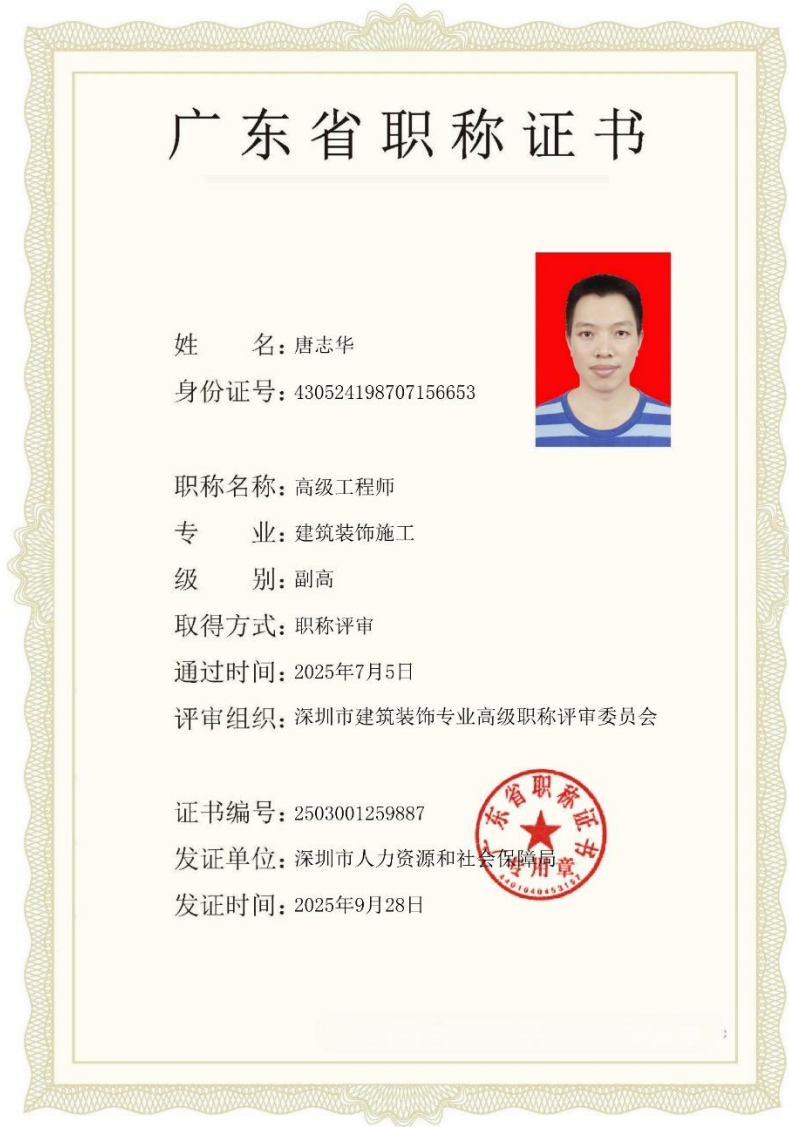 广东省职称证书
姓名：唐志华
身份证号：430524198707156653
职称名称：高级工程师
专业：建筑装饰施工
级别：副高
取得方式：职称评审
通过时间：2025年7月5日
评审组织：深圳市建筑装饰专业高级职称评审委员会
证书编号：2503001259887
发证单位：深圳市人力资源和社会保障局
发证时间：2025年9月28日
广东省职称证书
专用章
4401040453157